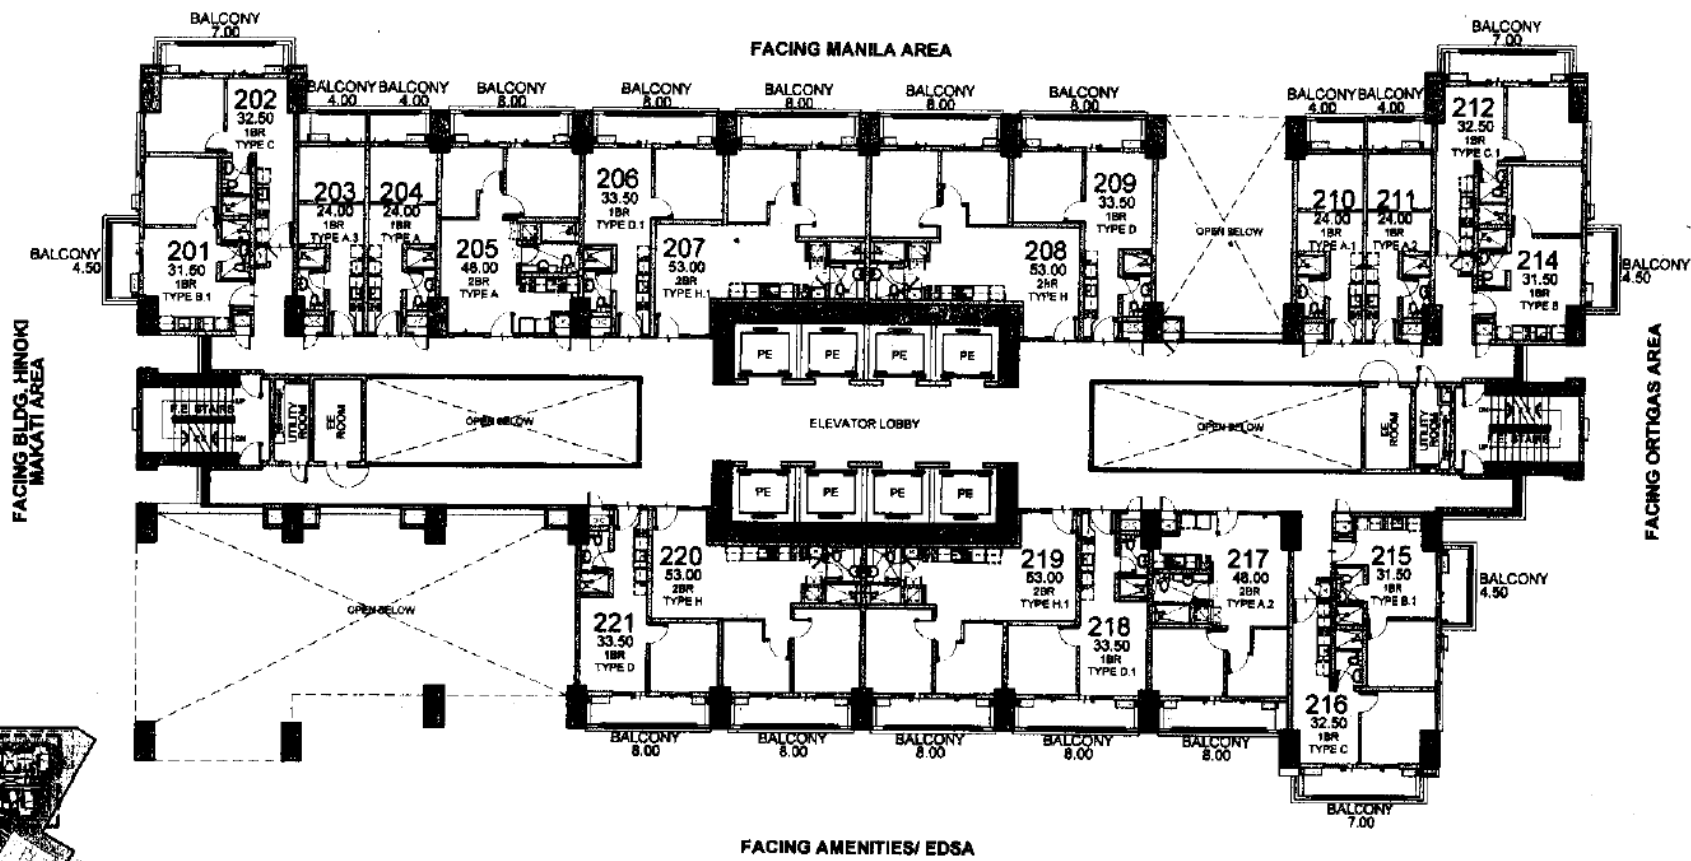 BALCONY
7.00
FACING MANILA AREA
BALCONY
7.00
BALCONY
4.00
BALCONY
4.00
BALCONY
8.00
BALCONY
8.00
BALCONY
8.00
BALCONY
8.00
BALCONY
8.00
BALCONY
4.00
BALCONY
4.00
202
32.50
1BR
TYPE C
203
24.00
1BR
TYPE A.3
204
24.00
1BR
TYPE A
205
48.00
2BR
TYPE A
206
33.50
1BR
TYPE D.1
207
53.00
2BR
TYPE H.1
208
53.00
2BR
TYPE H
209
33.50
1BR
TYPE D
OPEN BELOW
210
24.00
1BR
TYPE A.1
211
24.00
1BR
TYPE A.2
212
32.50
1BR
TYPE C.1
201
31.50
1BR
TYPE B.1
BALCONY
4.50
214
31.50
1BR
TYPE B
BALCONY
4.50
FACING BLDG. HINOKI
MAKATI AREA
PE
PE
PE
PE
F.E STAIRS
UP
DN
UTILITY
ROOM
EE
ROOM
OPEN BELOW
ELEVATOR LOBBY
OPEN BELOW
EE
ROOM
UTILITY
ROOM
DN
UP
F.E STAIRS
FACING ORTIGAS AREA
PE
PE
PE
PE
OPEN BELOW
221
33.50
1BR
TYPE D
220
53.00
2BR
TYPE H
219
53.00
2BR
TYPE H.1
218
33.50
1BR
TYPE D.1
217
48.00
2BR
TYPE A.2
215
31.50
1BR
TYPE B.1
BALCONY
4.50
216
32.50
1BR
TYPE C
BALCONY
8.00
BALCONY
8.00
BALCONY
8.00
BALCONY
8.00
BALCONY
8.00
BALCONY
7.00
FACING AMENITIES/ EDSA